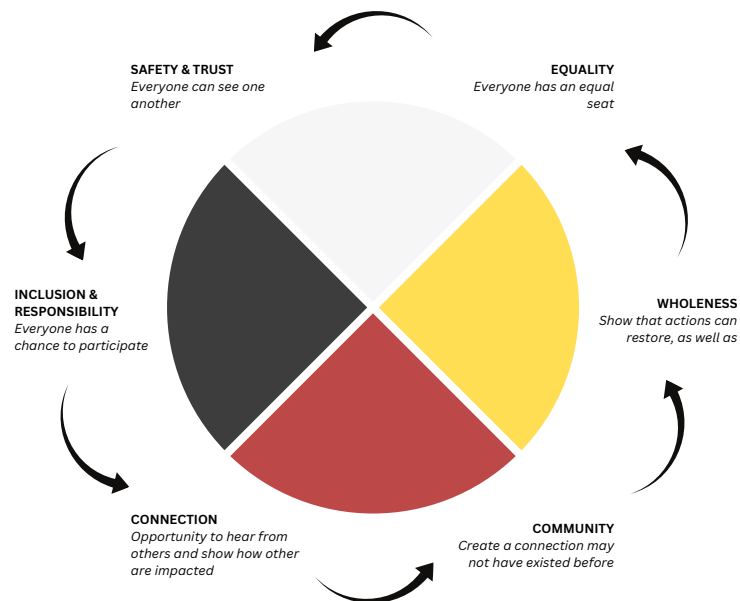 SAFETY & TRUST
Everyone can see one
another
EQUALITY
Everyone has an equal
seat
INCLUSION &
RESPONSIBILITY
Everyone has a
chance to participate
WHOLENESS
Show that actions can
restore, as well as
CONNECTION
Opportunity to hear from
others and show how other
are impacted
COMMUNITY
Create a connection may
not have existed before